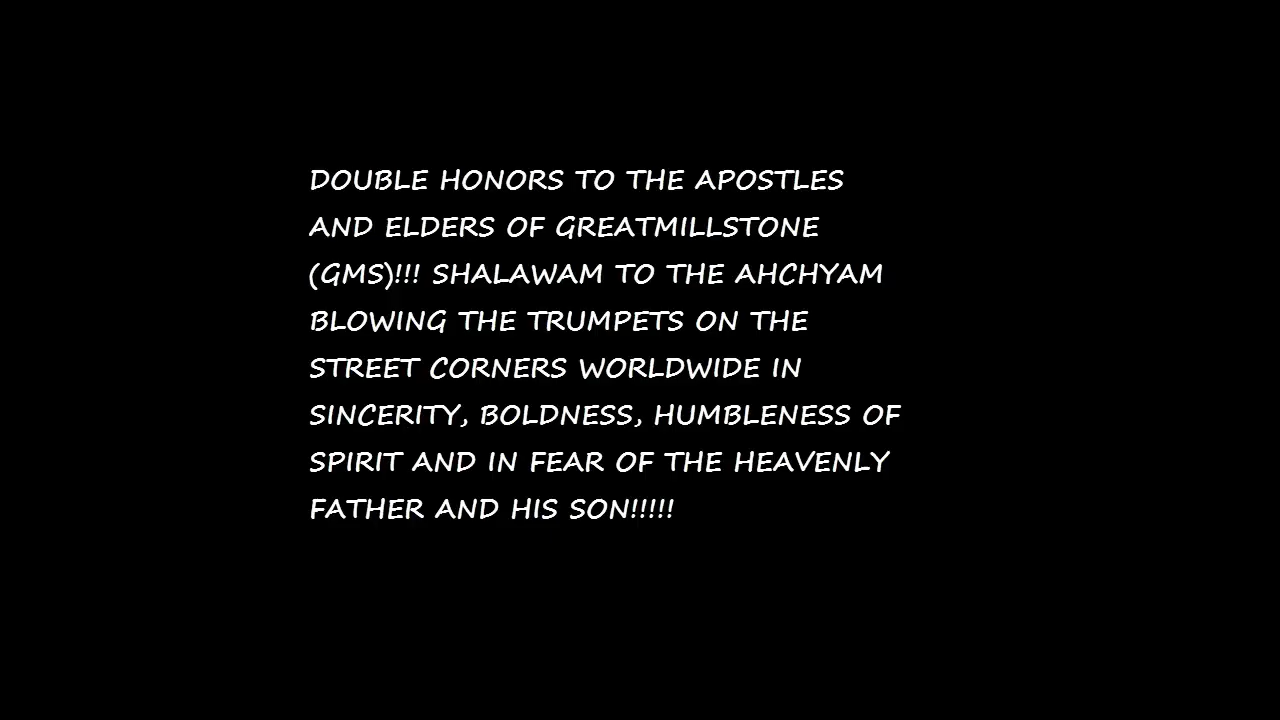 DOUBLE HONORS TO THE APOSTLES
AND ELDERS OF GREATMILLSTONE
(GMS)!!! SHALAWAM TO THE AHCHYAM
BLOWING THE TRUMPETS ON THE
STREET CORNERS WORLDWIDE IN
SINCERITY, BOLDNESS, HUMBLENESS OF
SPIRIT AND IN FEAR OF THE HEAVENLY
FATHER AND HIS SON!!!!!